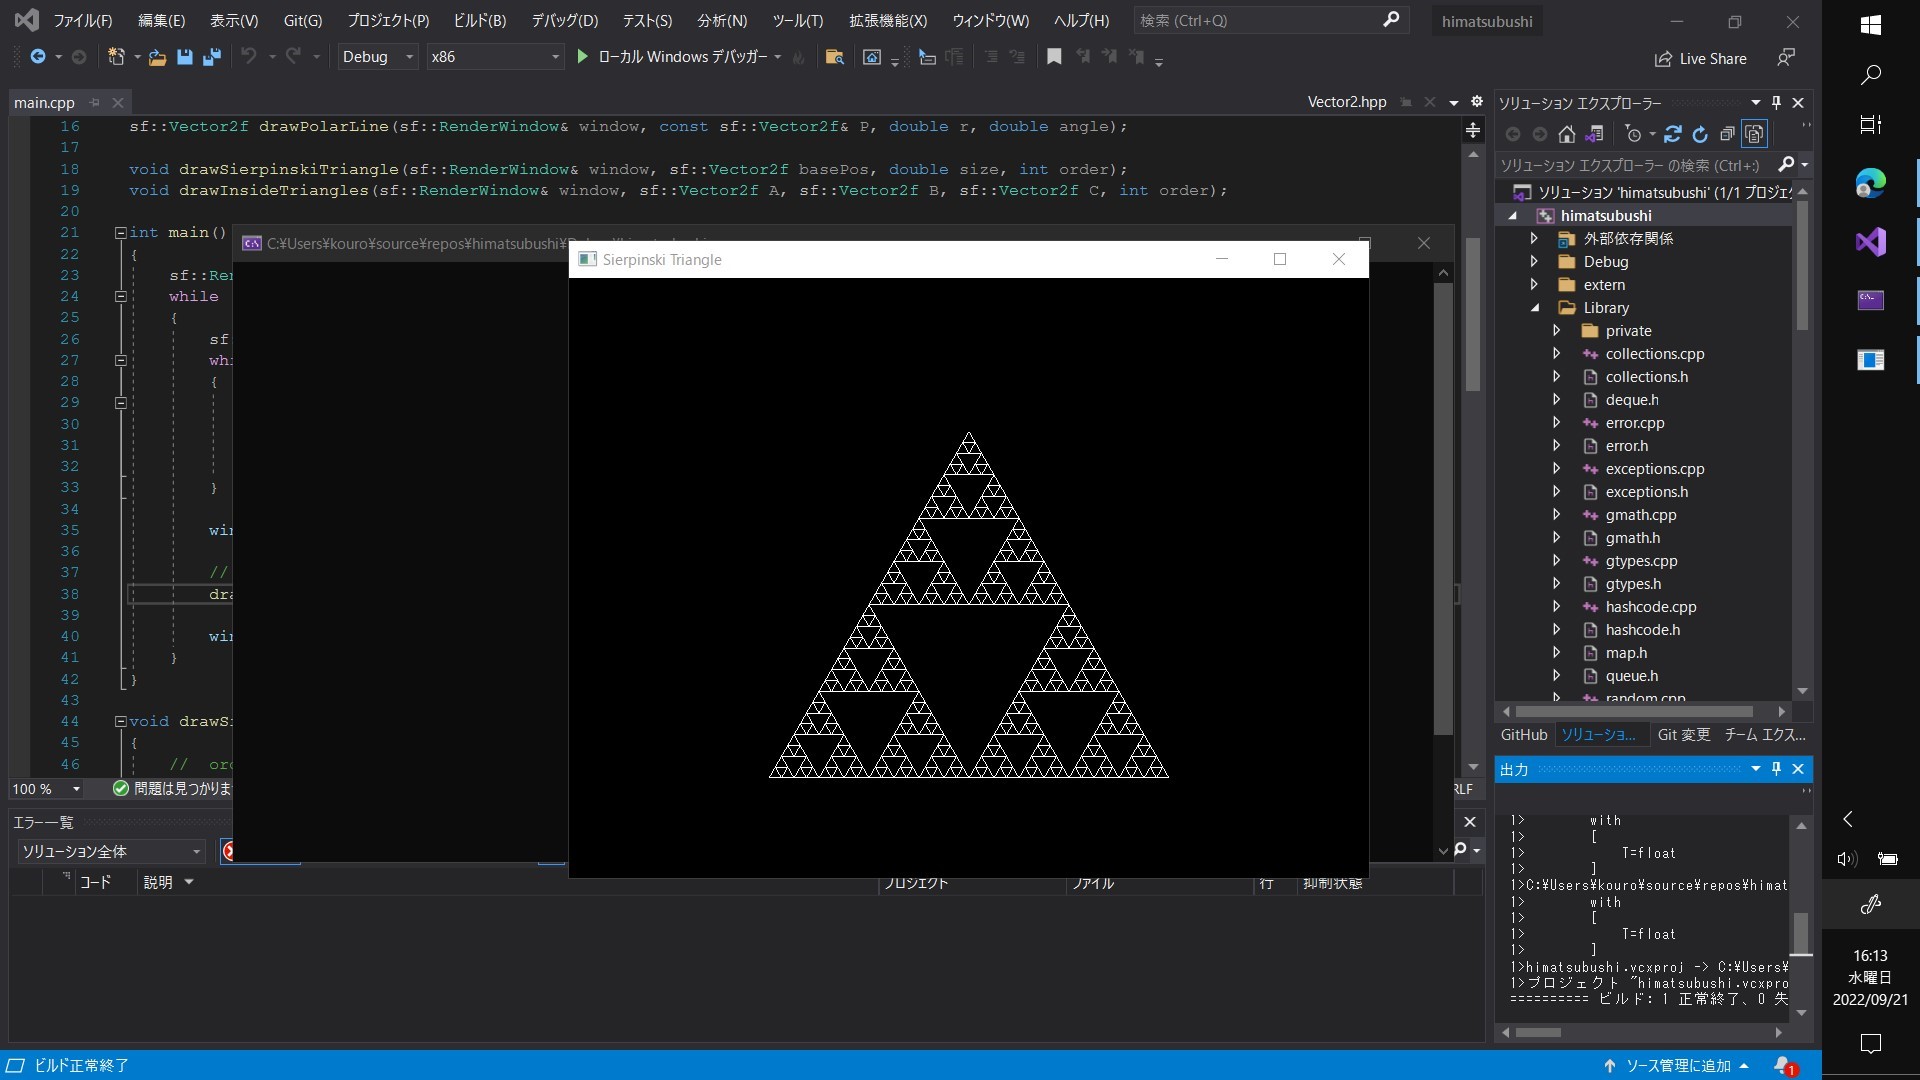 ファイル(F) 編集(E) 表示(V) Git(G) プロジェクト(P) ビルド(B) デバッグ(D) テスト(S) 分析(N) ツール(T) 拡張機能(X) ウィンドウ(W) ヘルプ(H) 検索 (Ctrl+Q) himatsubushi
Debug x86 ローカル Windows デバッガー Live Share
main.cpp Vector2.hpp
16 sf::Vector2f drawPolarLine(sf::RenderWindow& window, const sf::Vector2f& P, double r, double angle);
17
18 void drawSierpinskiTriangle(sf::RenderWindow& window, sf::Vector2f basePos, double size, int order);
19 void drawInsideTriangles(sf::RenderWindow& window, sf::Vector2f A, sf::Vector2f B, sf::Vector2f C, int order);
20
21 int main()
22 {
23 sf::Re
24 while
25 {
26 sf
27 whi
28 {
29
30
31
32
33 }
34
35 win
36
37 //
38 dra
39
40 win
41 }
42 }
43
44 void drawSi
45 {
46 // ord
100 % 問題は見つかりま
RLF
C:¥Users¥kouro¥source¥repos¥himatsubushi¥
Sierpinski Triangle
エラー一覧
ソリューション全体
コード 説明 プロジェクト ファイル 行 抑制状態
ソリューション エクスプローラー
ソリューション エクスプローラー の検索 (Ctrl+:)
ソリューション 'himatsubushi' (1/1 プロジェ
himatsubushi
外部依存関係
Debug
extern
Library
private
collections.cpp
collections.h
deque.h
error.cpp
error.h
exceptions.cpp
exceptions.h
gmath.cpp
gmath.h
gtypes.cpp
gtypes.h
hashcode.cpp
hashcode.h
map.h
queue.h
random.cpp
GitHub ソリューショ... Git 変更 チーム エクス...
出力
1> with
1> [
1> T=float
1> ]
1>C:¥Users¥kouro¥source¥repos¥himat
1> with
1> [
1> T=float
1> ]
1>himatsubushi.vcxproj -> C:¥Users¥
1>プロジェクト "himatsubushi.vcxpro
========== ビルド: 1 正常終了、0 失
ビルド正常終了
ソース管理に追加
1
16:13
水曜日
2022/09/21